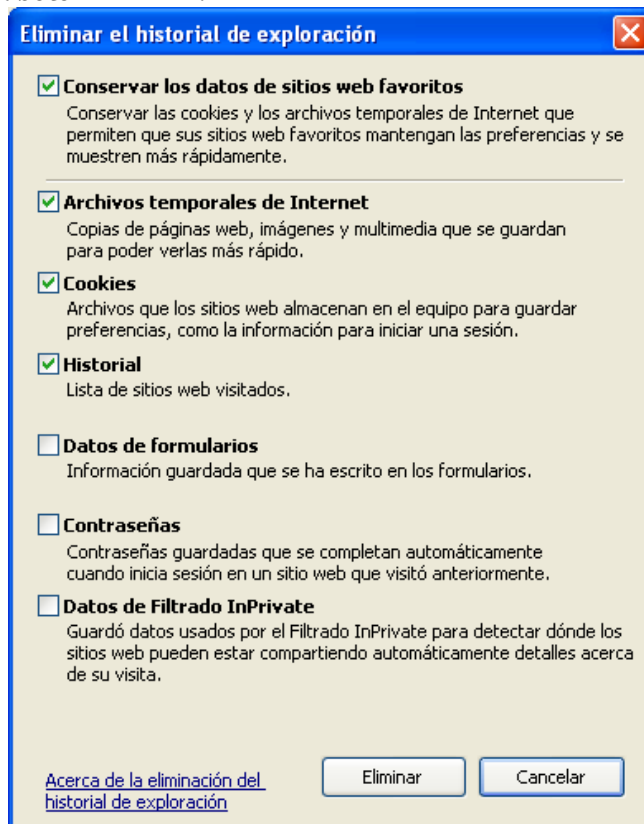 Eliminar el historial de exploración
Conservar los datos de sitios web favoritos
Conservar las cookies y los archivos temporales de Internet que
permiten que sus sitios web favoritos mantengan las preferencias y se
muestren más rápidamente.
Archivos temporales de Internet
Copias de páginas web, imágenes y multimedia que se guardan
para poder verlas más rápido.
Cookies
Archivos que los sitios web almacenan en el equipo para guardar
preferencias, como la información para iniciar una sesión.
Historial
Lista de sitios web visitados.
Datos de formularios
Información guardada que se ha escrito en los formularios.
Contraseñas
Contraseñas guardadas que se completan automáticamente
cuando inicia sesión en un sitio web que visitó anteriormente.
Datos de Filtrado InPrivate
Guardó datos usados por el Filtrado InPrivate para detectar dónde los
sitios web pueden estar compartiendo automáticamente detalles acerca
de su visita.
Acerca de la eliminación del
historial de exploración
Eliminar
Cancelar